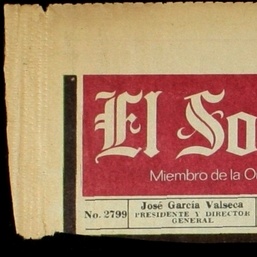 El So
Miembro de la O
No. 2799
José García Valseca
PRESIDENTE Y DIRECTOR
GENERAL